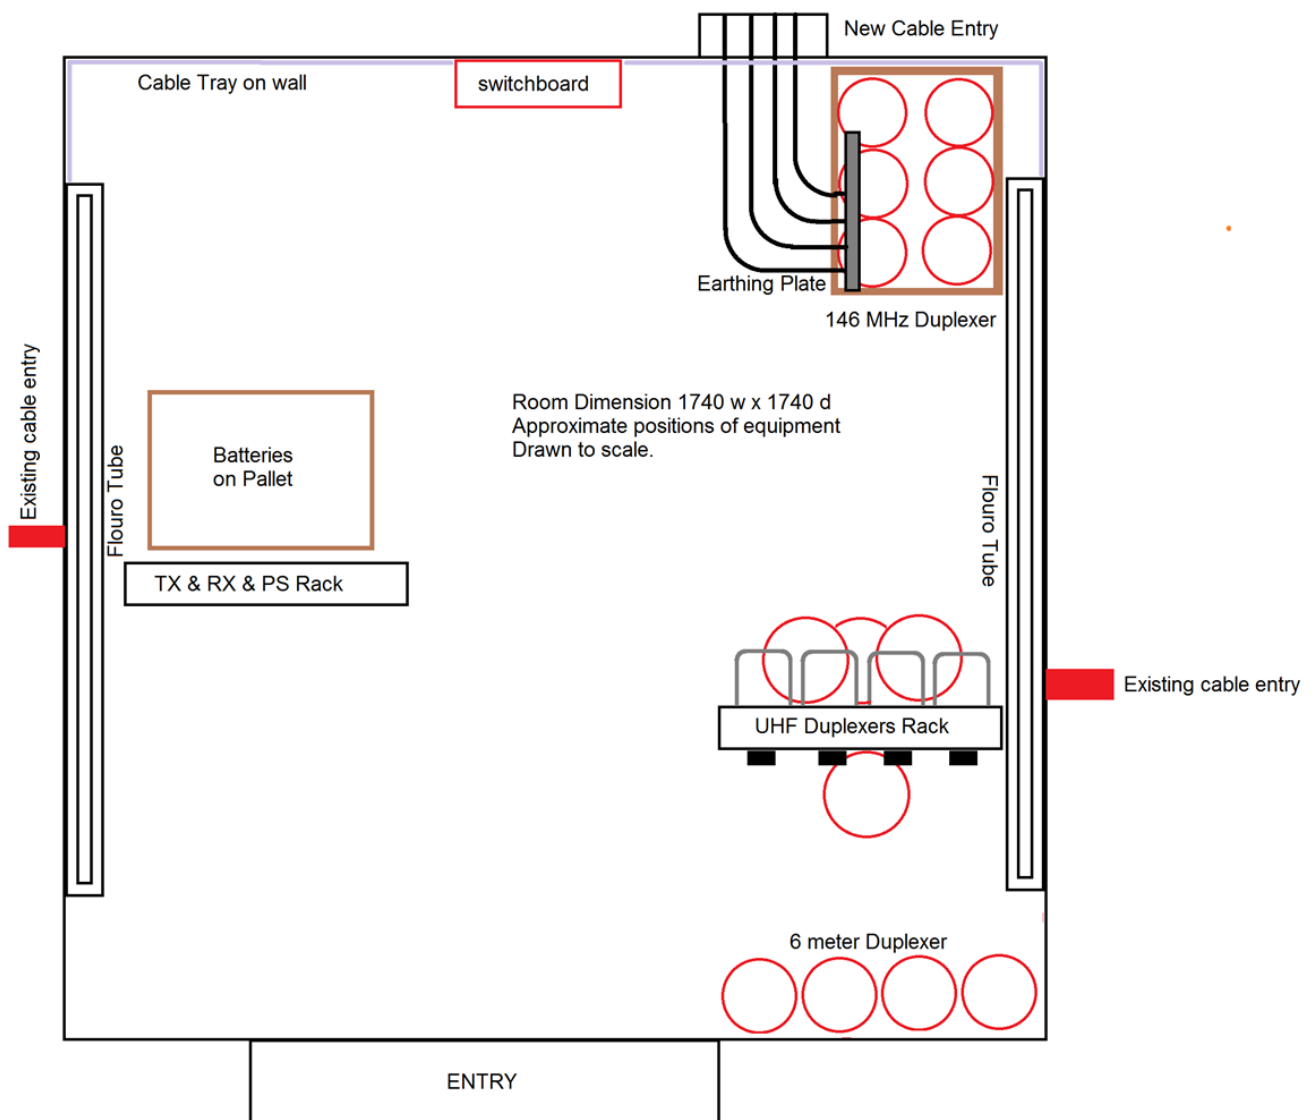 New Cable Entry
Cable Tray on wall
switchboard
Earthing Plate
146 MHz Duplexer
Existing cable entry
Flouro Tube
Batteries
on Pallet
Room Dimension 1740 w x 1740 d
Approximate positions of equipment
Drawn to scale.
Flouro Tube
TX & RX & PS Rack
Existing cable entry
UHF Duplexers Rack
6 meter Duplexer
ENTRY